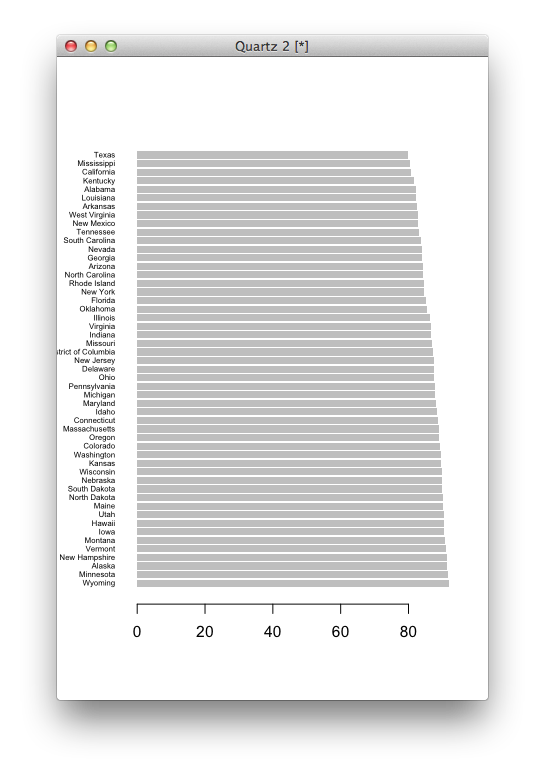 Quartz 2 [*]
Texas
Mississippi
California
Kentucky
Alabama
Louisiana
Arkansas
West Virginia
New Mexico
Tennessee
South Carolina
Nevada
Georgia
Arizona
North Carolina
Rhode Island
New York
Florida
Oklahoma
Illinois
Virginia
Indiana
Missouri
strict of Columbia
New Jersey
Delaware
Ohio
Pennsylvania
Michigan
Maryland
Idaho
Connecticut
Massachusetts
Oregon
Colorado
Washington
Kansas
Wisconsin
Nebraska
South Dakota
North Dakota
Maine
Utah
Hawaii
Iowa
Montana
Vermont
New Hampshire
Alaska
Minnesota
Wyoming
0 20 40 60 80